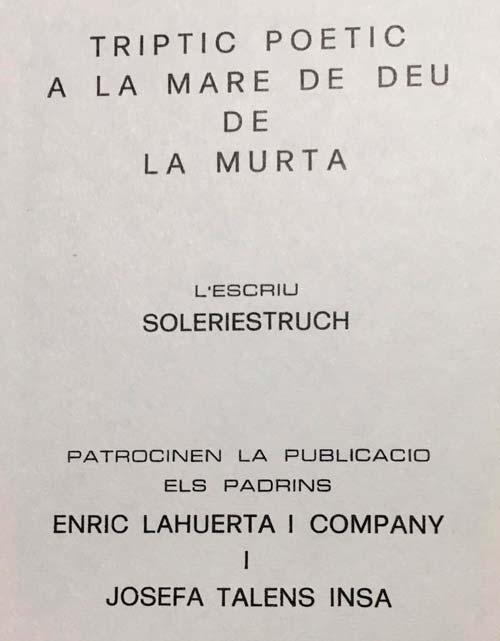 TRIPTIC POETIC
A LA MARE DE DEU
DE
LA MURTA
L'ESCRIU
SOLERIESTRUCH
PATROCINEN LA PUBLICACIO
ELS PADRINS
ENRIC LAHUERTA I COMPANY
I
JOSEFA TALENS INSA